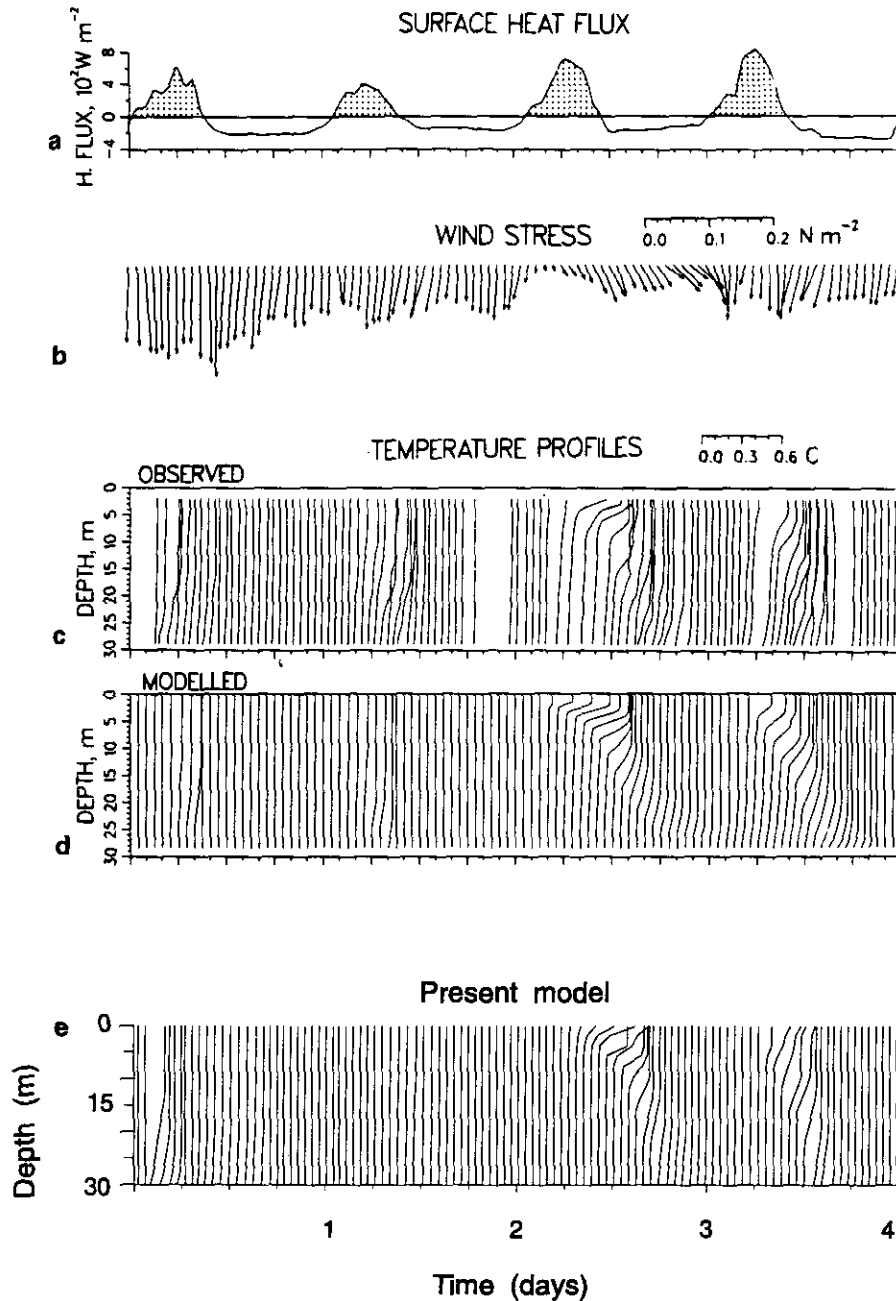 SURFACE HEAT FLUX
H. FLUX, 10²W m⁻²
8
4
0
-4
a
WIND STRESS
0.0 0.1 0.2 N m⁻²
b
TEMPERATURE PROFILES
0.0 0.3 0.6 C
OBSERVED
DEPTH, m
0
5
10
15
20
25
30
c
MODELLED
DEPTH, m
0
5
10
15
20
25
30
d
Present model
e
Depth (m)
0
15
30
1 2 3 4
Time (days)